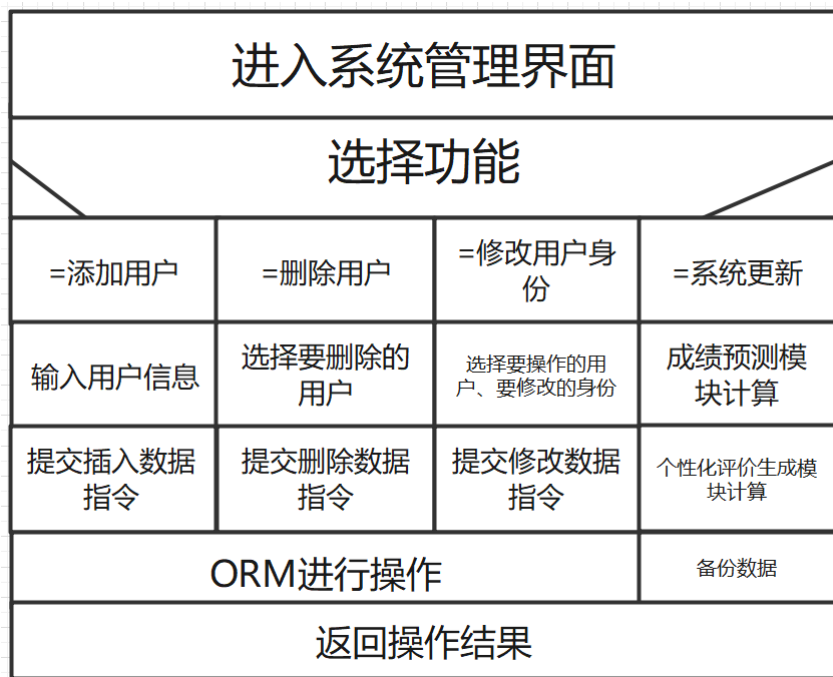 进入系统管理界面
选择功能
=添加用户
=删除用户
=修改用户身
份
=系统更新
输入用户信息
选择要删除的
用户
选择要操作的用
户、要修改的身份
成绩预测模
块计算
提交插入数据
指令
提交删除数据
指令
提交修改数据
指令
个性化评价生成模
块计算
ORM进行操作
备份数据
返回操作结果